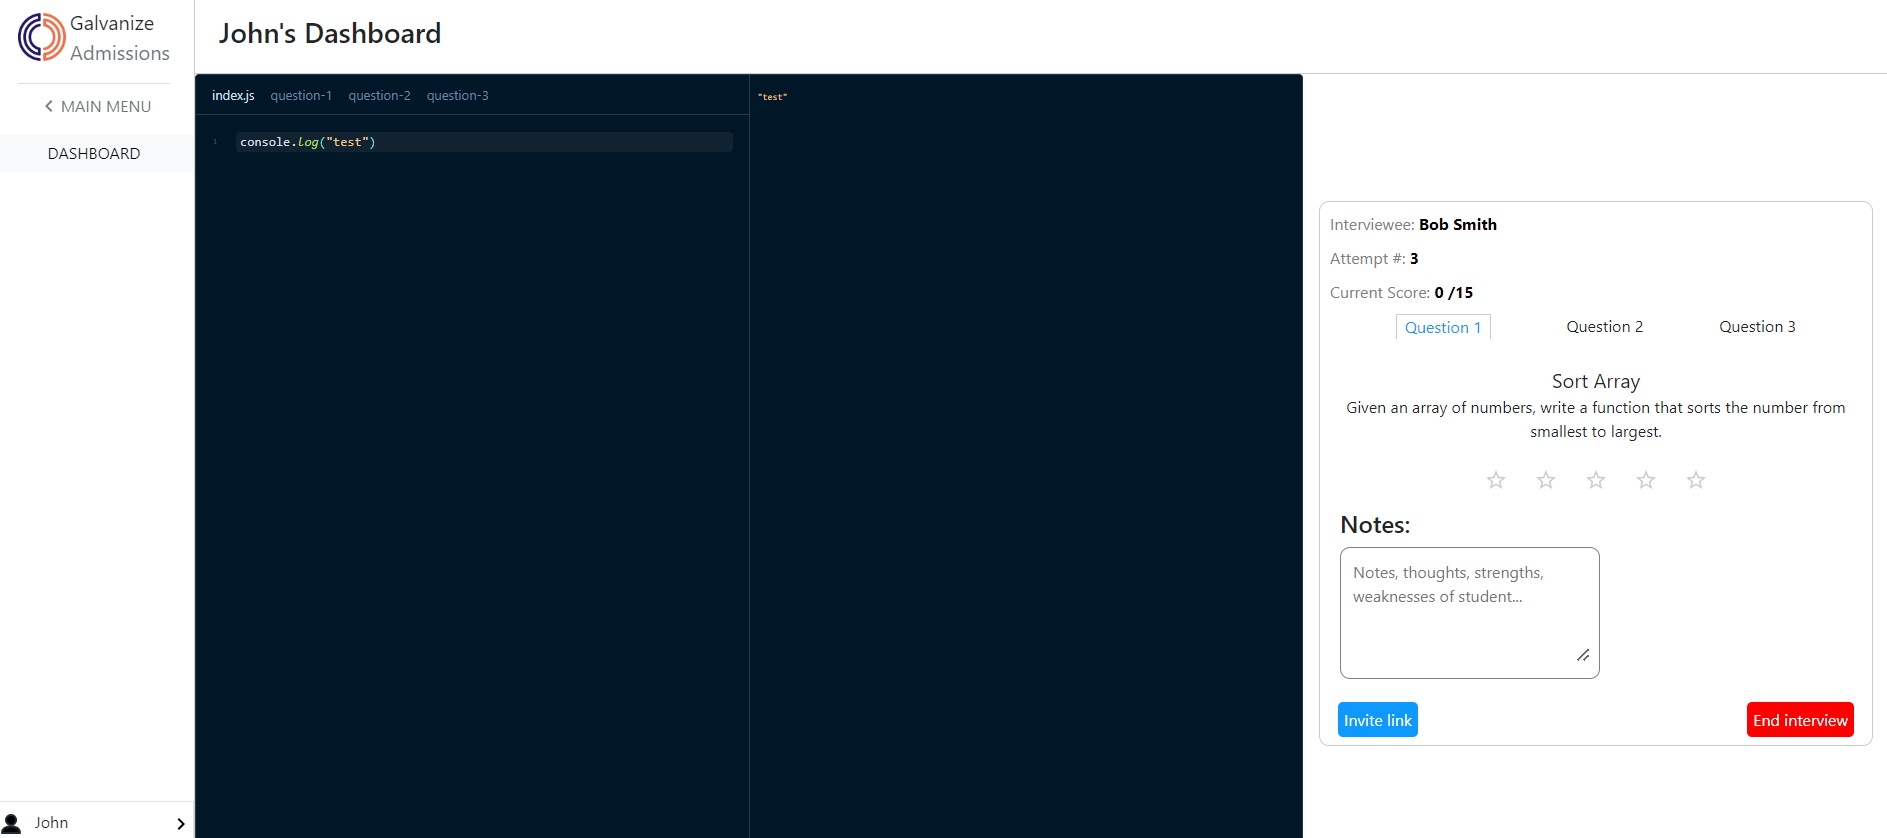 Galvanize
Admissions
MAIN MENU
DASHBOARD
John
John's Dashboard
index.js question-1 question-2 question-3
1 console.log("test")
"test"
Interviewee: Bob Smith
Attempt #: 3
Current Score: 0 /15
Question 1 Question 2 Question 3
Sort Array
Given an array of numbers, write a function that sorts the number from
smallest to largest.
Notes:
Notes, thoughts, strengths,
weaknesses of student...
Invite link End interview